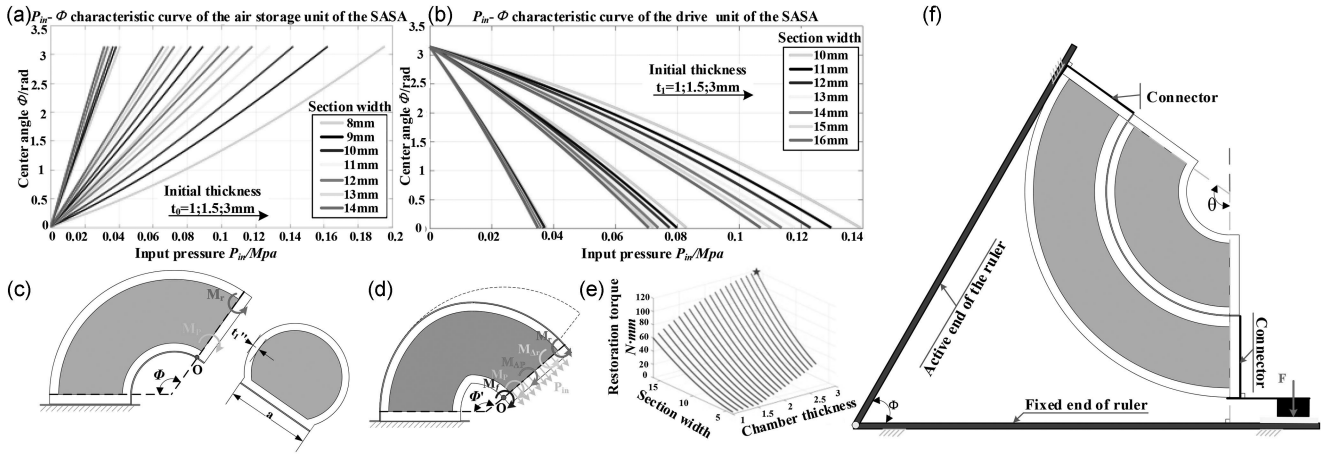 (a)
P_in- Φ characteristic curve of the air storage unit of the SASA
3.5
3
2.5
2
1.5
1
0.5
0
Center angle Φ/rad
0 0.02 0.04 0.06 0.08 0.10 0.12 0.14 0.16 0.18 0.2
Input pressure P_in/Mpa
Initial thickness
t₀=1;1.5;3mm
Section width
8mm
9mm
10mm
11mm
12mm
13mm
14mm
(b)
P_in- Φ characteristic curve of the drive unit of the SASA
3.5
3
2.5
2
1.5
1
0.5
0
Center angle Φ/rad
0 0.02 0.04 0.06 0.08 0.1 0.12 0.14
Input pressure P_in/Mpa
Initial thickness
t₁=1;1.5;3mm
Section width
10mm
11mm
12mm
13mm
14mm
15mm
16mm
(c)
M_r
Φ
O
t₁''
a
(d)
Φ'
O
P_in
(e)
Restoration torque
N·mm
120
100
80
60
40
20
0
15
10
5
Section width
1
1.5
2
2.5
3
Chamber thickness
(f)
Connector
θ
Active end of the ruler
Connector
F
Φ
Fixed end of ruler